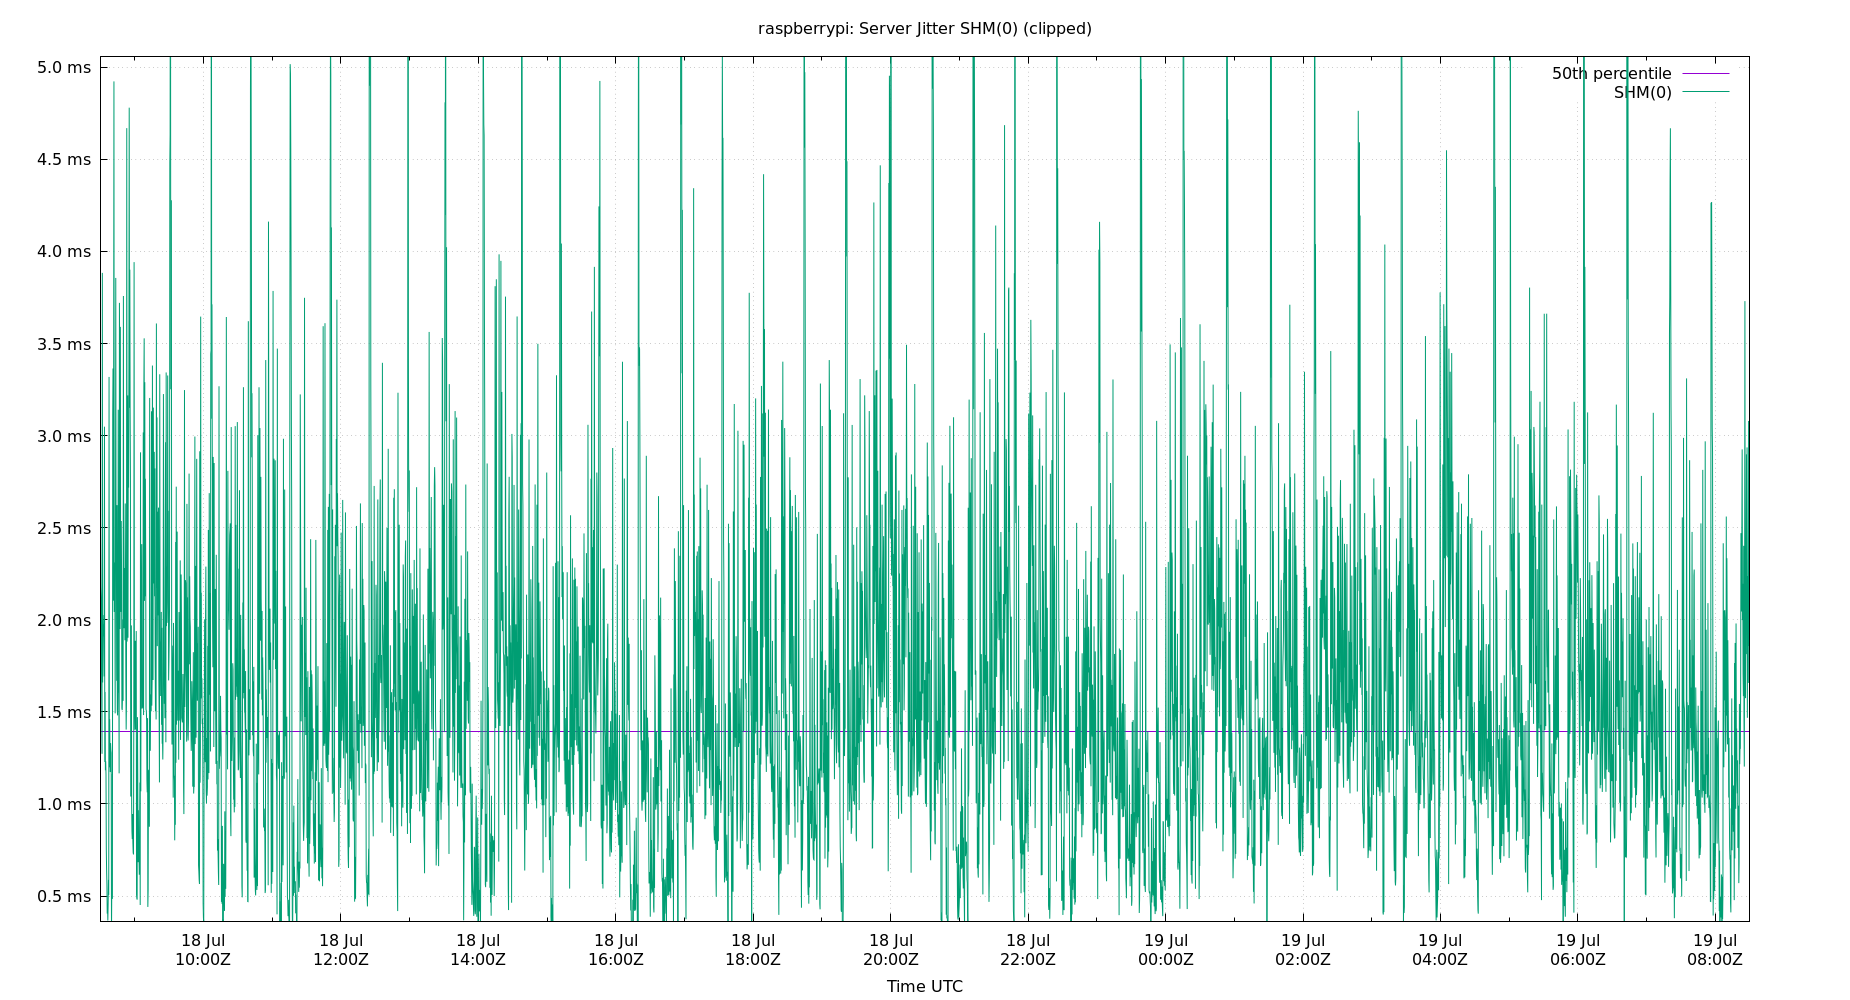 raspberrypi: Server Jitter SHM(0) (clipped)
5.0 ms
50th percentile
SHM(0)
4.5 ms
4.0 ms
3.5 ms
3.0 ms
2.5 ms
2.0 ms
1.5 ms
1.0 ms
0.5 ms
18 Jul 18 Jul 18 Jul 18 Jul 18 Jul 18 Jul 18 Jul 19 Jul 19 Jul 19 Jul 19 Jul 19 Jul
10:00Z 12:00Z 14:00Z 16:00Z 18:00Z 20:00Z 22:00Z 00:00Z 02:00Z 04:00Z 06:00Z 08:00Z
Time UTC